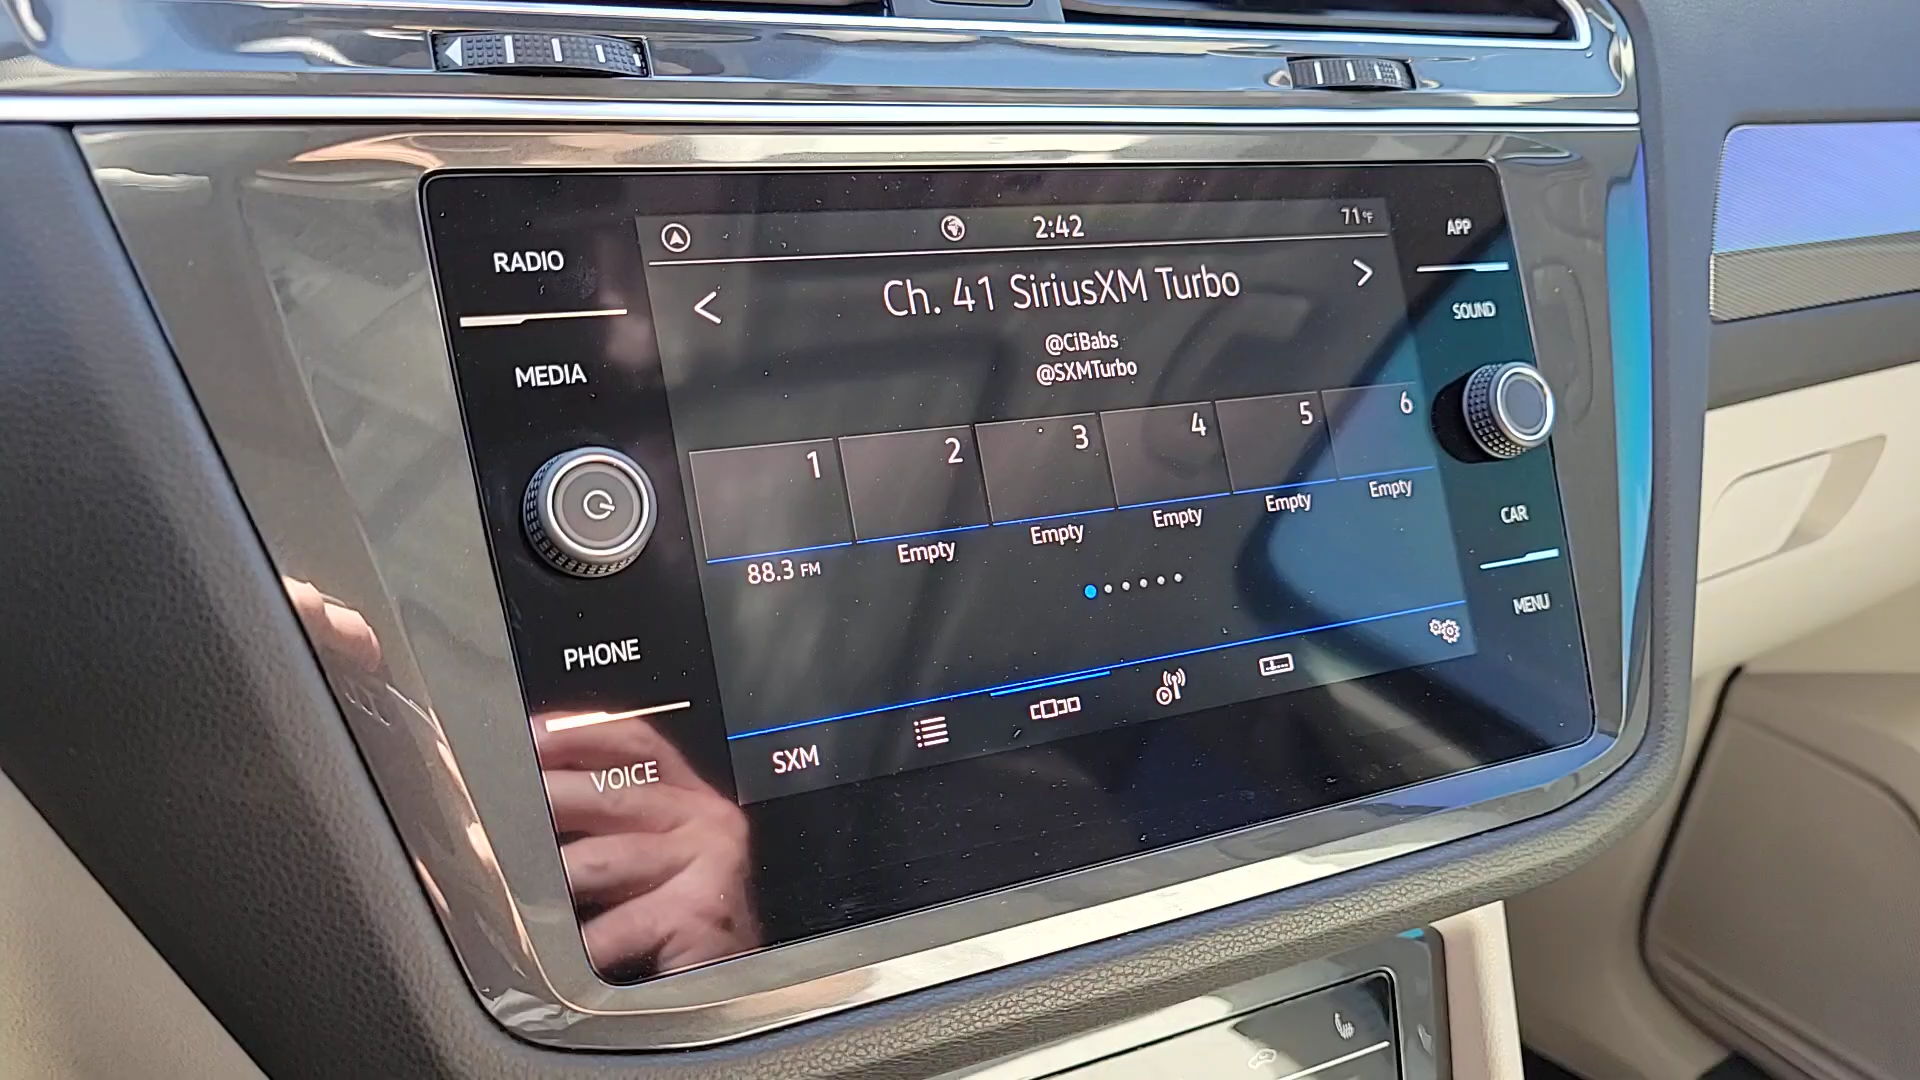 2:42
71°F
Ch. 41 SiriusXM Turbo
@CiBabs
@SXMTurbo
1
2
3
4
5
6
88.3 FM
Empty
Empty
Empty
Empty
Empty
SXM
RADIO
MEDIA
PHONE
VOICE
APP
SOUND
CAR
MENU